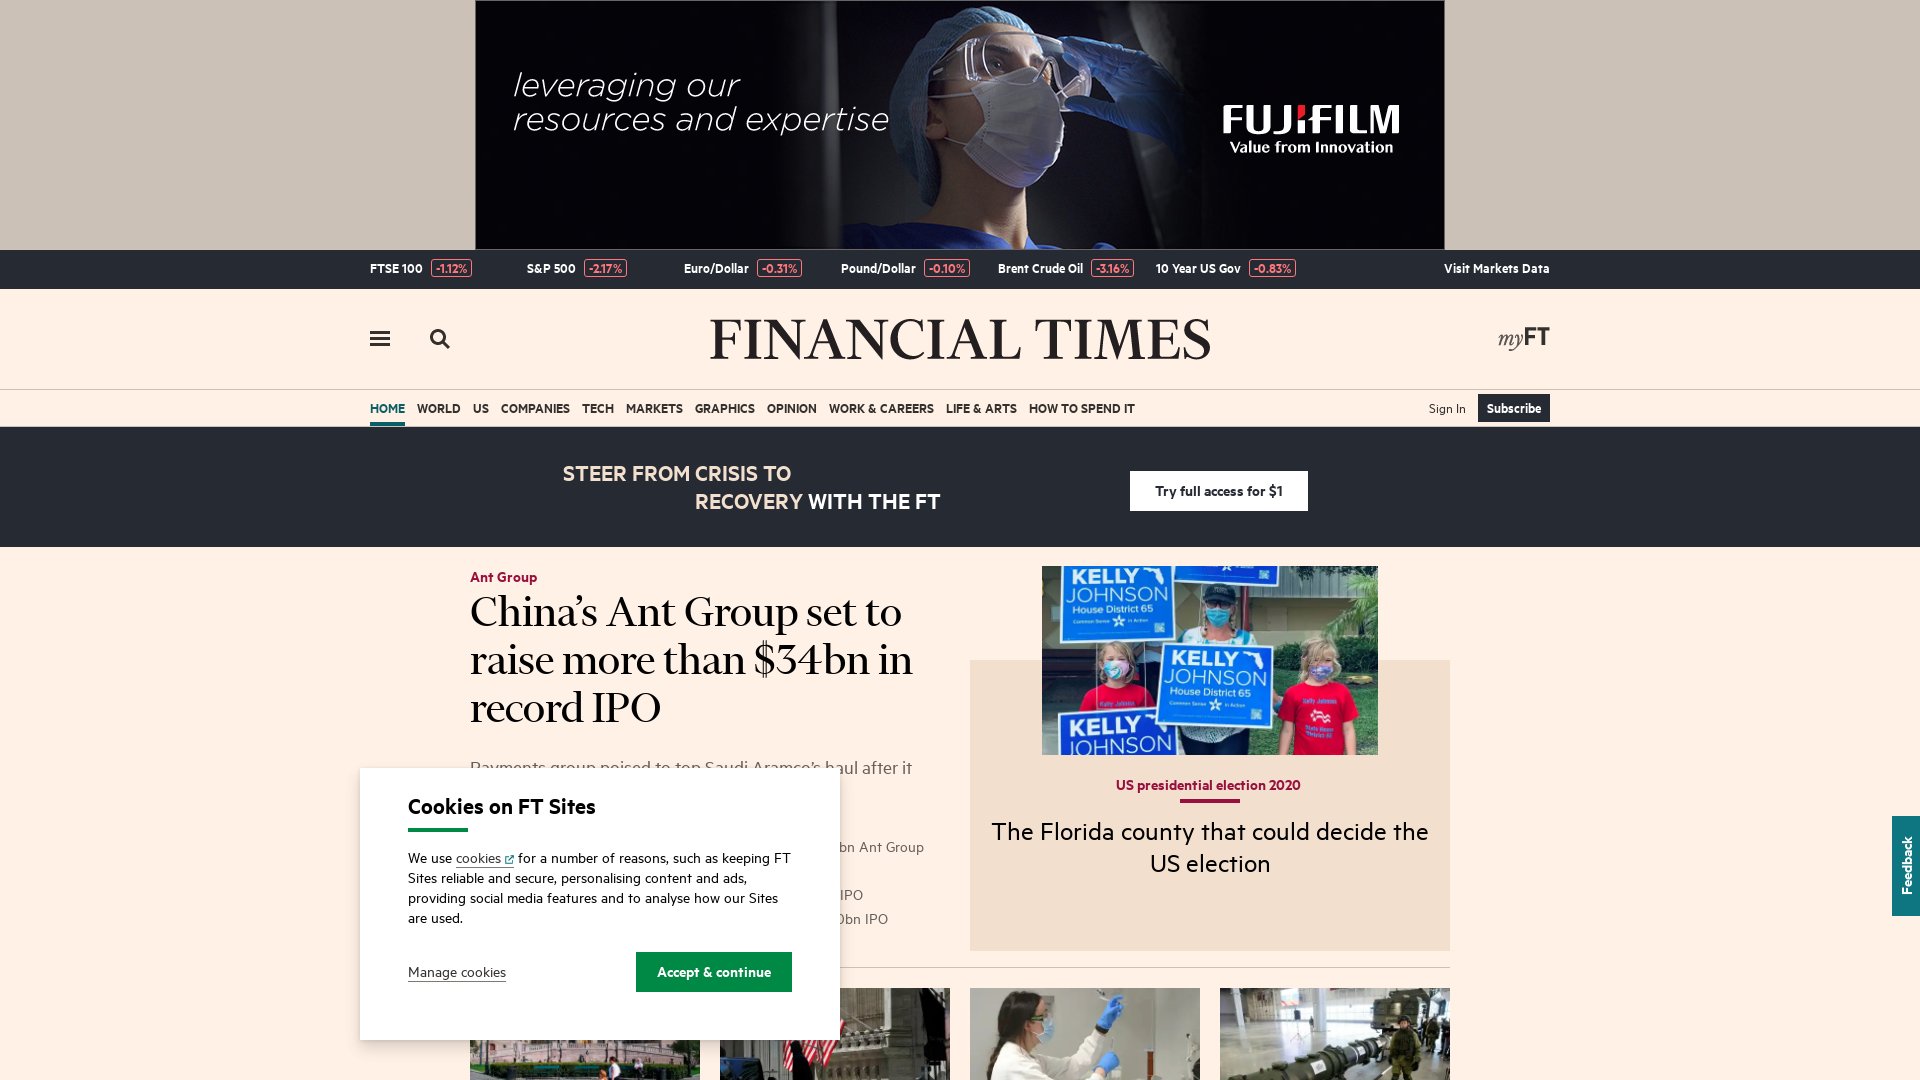 leveraging our
resources and expertise
FUJIFILM
Value from Innovation
FTSE 100 -1.12% S&P 500 -2.17% Euro/Dollar -0.31% Pound/Dollar -0.10% Brent Crude Oil -3.16% 10 Year US Gov -0.83% Visit Markets Data
FINANCIAL TIMES
myFT
HOME WORLD US COMPANIES TECH MARKETS GRAPHICS OPINION WORK & CAREERS LIFE & ARTS HOW TO SPEND IT Sign In Subscribe
STEER FROM CRISIS TO
RECOVERY WITH THE FT
Try full access for $1
Ant Group
China’s Ant Group set to
raise more than $34bn in
record IPO
Payments group poised to top Saudi Aramco’s haul after it
bn Ant Group
IPO
0bn IPO
KELLY
JOHNSON
House District 65
Common Sense in Action
KELLY
JOHNSON
House District 65
Common Sense in Action
KELLY
JOHNSON
US presidential election 2020
The Florida county that could decide the
US election
Cookies on FT Sites
We use cookies for a number of reasons, such as keeping FT
Sites reliable and secure, personalising content and ads,
providing social media features and to analyse how our Sites
are used.
Manage cookies
Accept & continue
Feedback